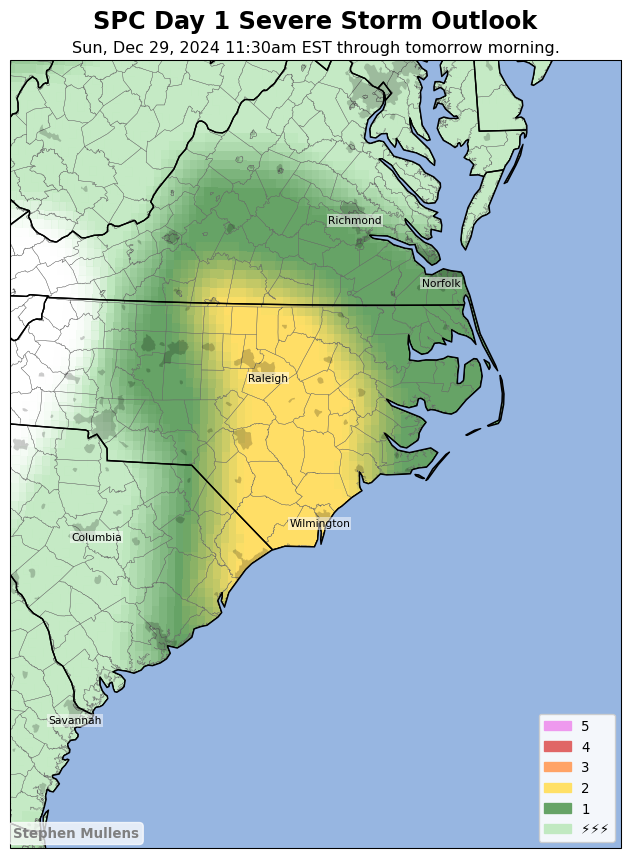 SPC Day 1 Severe Storm Outlook
Sun, Dec 29, 2024 11:30am EST through tomorrow morning.
Richmond
Norfolk
Raleigh
Wilmington
Columbia
Savannah
5
4
3
2
1
⚡⚡⚡
Stephen Mullens